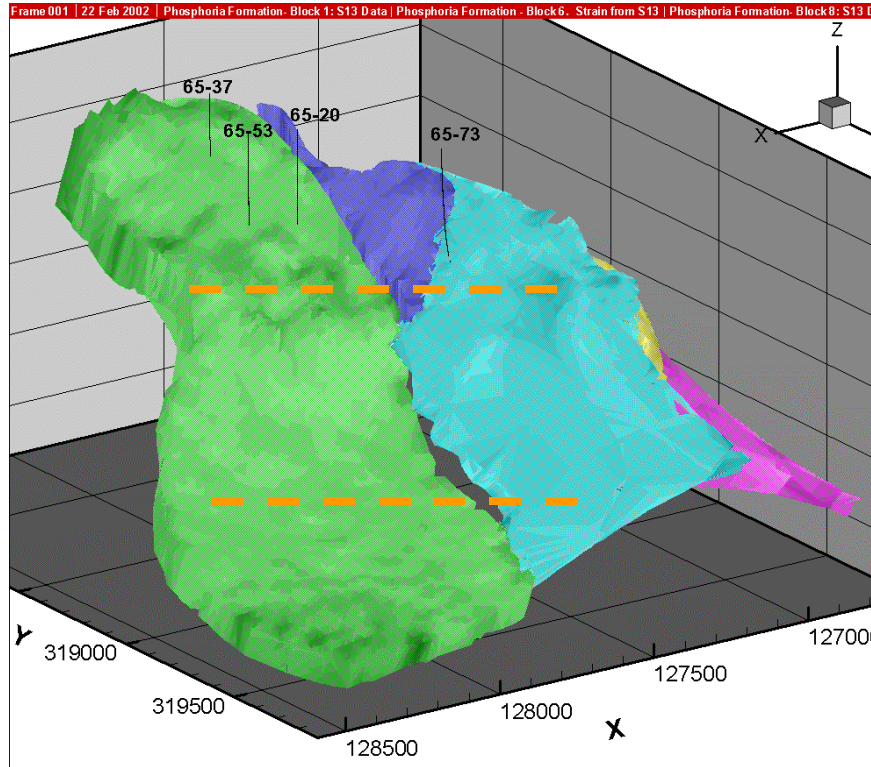 Frame 001 | 22 Feb 2002 | Phosphoria Formation- Block 1: S13 Data | Phosphoria Formation - Block 6. Strain from S13 | Phosphoria Formation- Block 8: S13 D
Z
X
65-37
65-20
65-53
65-73
Y
319000
319500
128500
128000
127500
127000
X